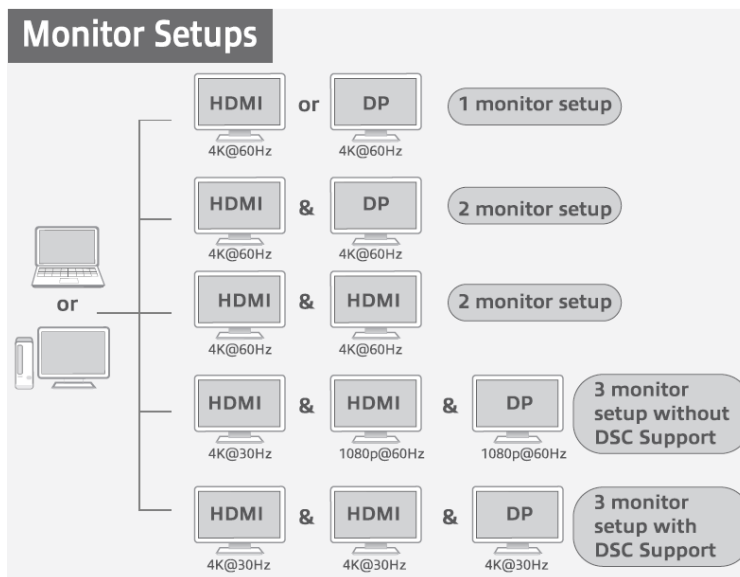 Monitor Setups
HDMI or DP 1 monitor setup
4K@60Hz 4K@60Hz
HDMI & DP 2 monitor setup
4K@60Hz 4K@60Hz
or
HDMI & HDMI 2 monitor setup
4K@60Hz 4K@60Hz
HDMI & HDMI & DP
4K@30Hz 1080p@60Hz 1080p@60Hz
3 monitor
setup without
DSC Support
HDMI & HDMI & DP
4K@30Hz 4K@30Hz 4K@30Hz
3 monitor
setup with
DSC Support